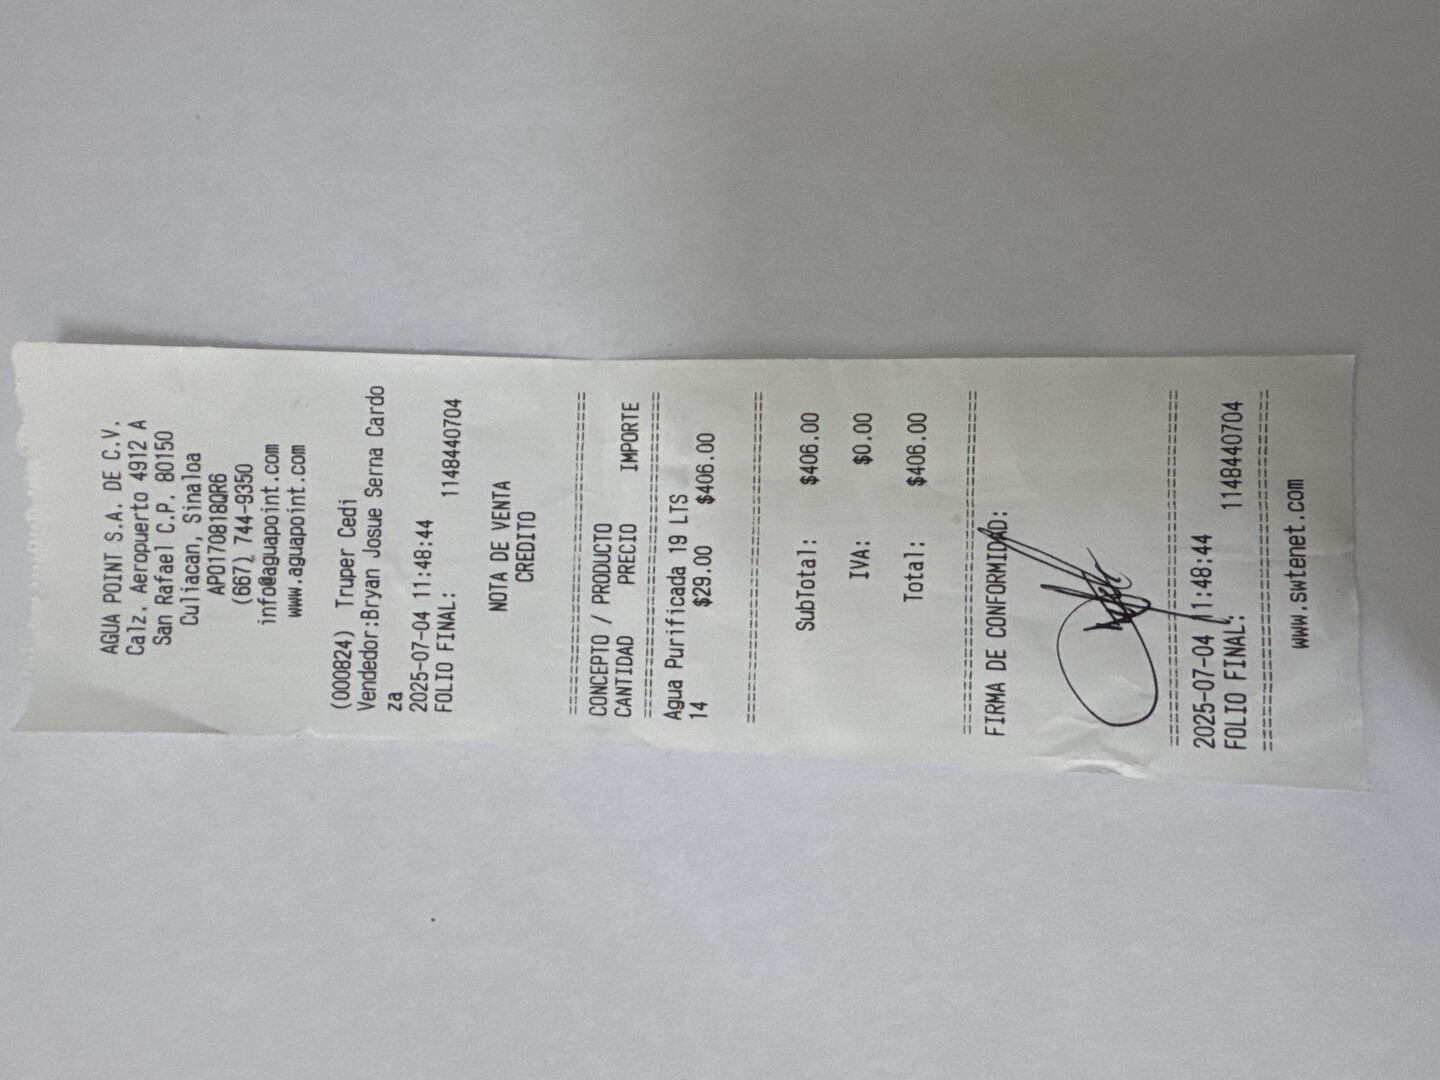 AGUA POINT S.A. DE C.V.
Calz. Aeropuerto 4912 A
San Rafael C.P. 80150
Culiacan, Sinaloa
APO170818QR6
(667) 744-9350
info@aguapoint.com
www.aguapoint.com
(000824) Truper Cedi
Vendedor:Bryan Josue Serna Cardo
za
2025-07-04 11:48:44
FOLIO FINAL: 1148440704
NOTA DE VENTA
CREDITO
================================
CONCEPTO / PRODUCTO
CANTIDAD PRECIO IMPORTE
================================
Agua Purificada 19 LTS
14 $29.00 $406.00
================================
SubTotal: $406.00
IVA: $0.00
Total: $406.00
================================
FIRMA DE CONFORMIDAD:
================================
2025-07-04 11:48:44
FOLIO FINAL: 1148440704
================================
www.swtenet.com